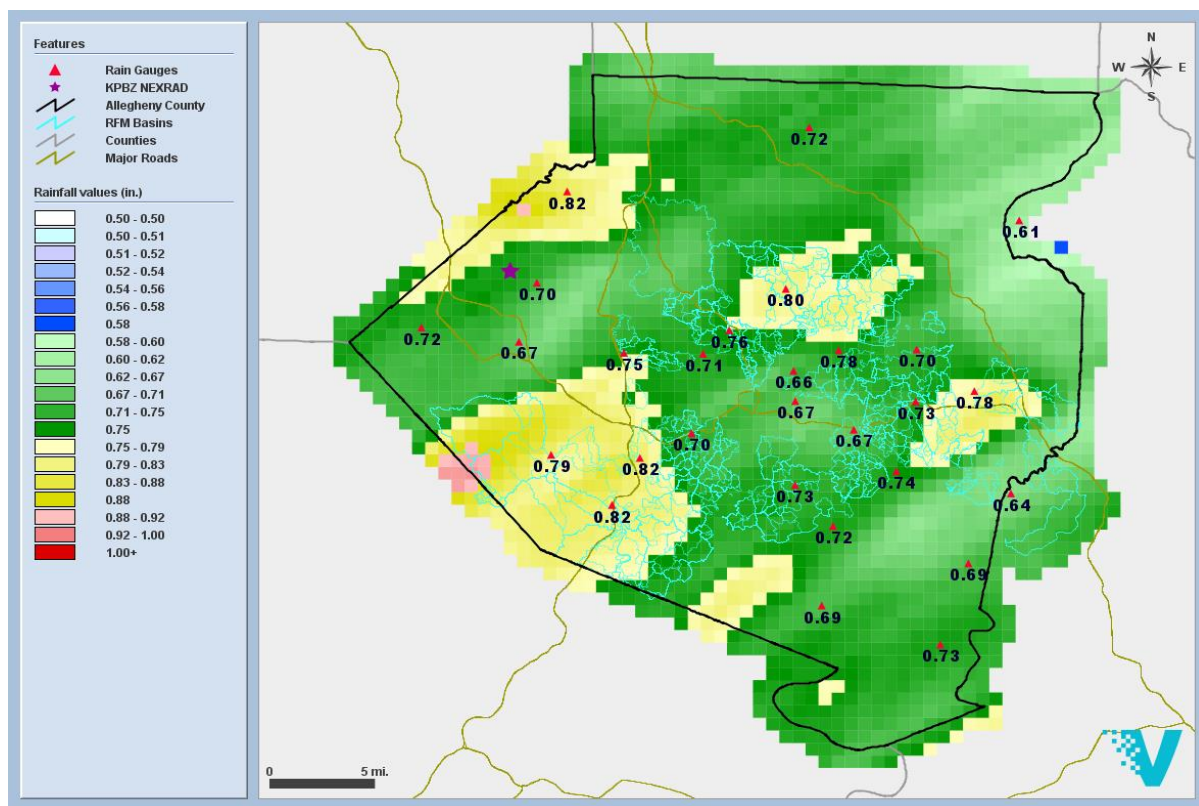 Features
Rain Gauges
KPBZ NEXRAD
Allegheny County
RFM Basins
Counties
Major Roads
Rainfall values (in.)
0.50 - 0.50
0.50 - 0.51
0.51 - 0.52
0.52 - 0.54
0.54 - 0.56
0.56 - 0.58
0.58
0.58 - 0.60
0.60 - 0.62
0.62 - 0.67
0.67 - 0.71
0.71 - 0.75
0.75
0.75 - 0.79
0.79 - 0.83
0.83 - 0.88
0.88
0.88 - 0.92
0.92 - 1.00
1.00+
N
W E
S
0.72
0.82
0.61
0.70
0.80
0.72
0.67
0.76
0.75
0.71
0.78
0.70
0.66
0.67
0.73
0.78
0.70
0.67
0.79
0.82
0.74
0.73
0.64
0.82
0.72
0.69
0.69
0.73
0 5 mi.
V